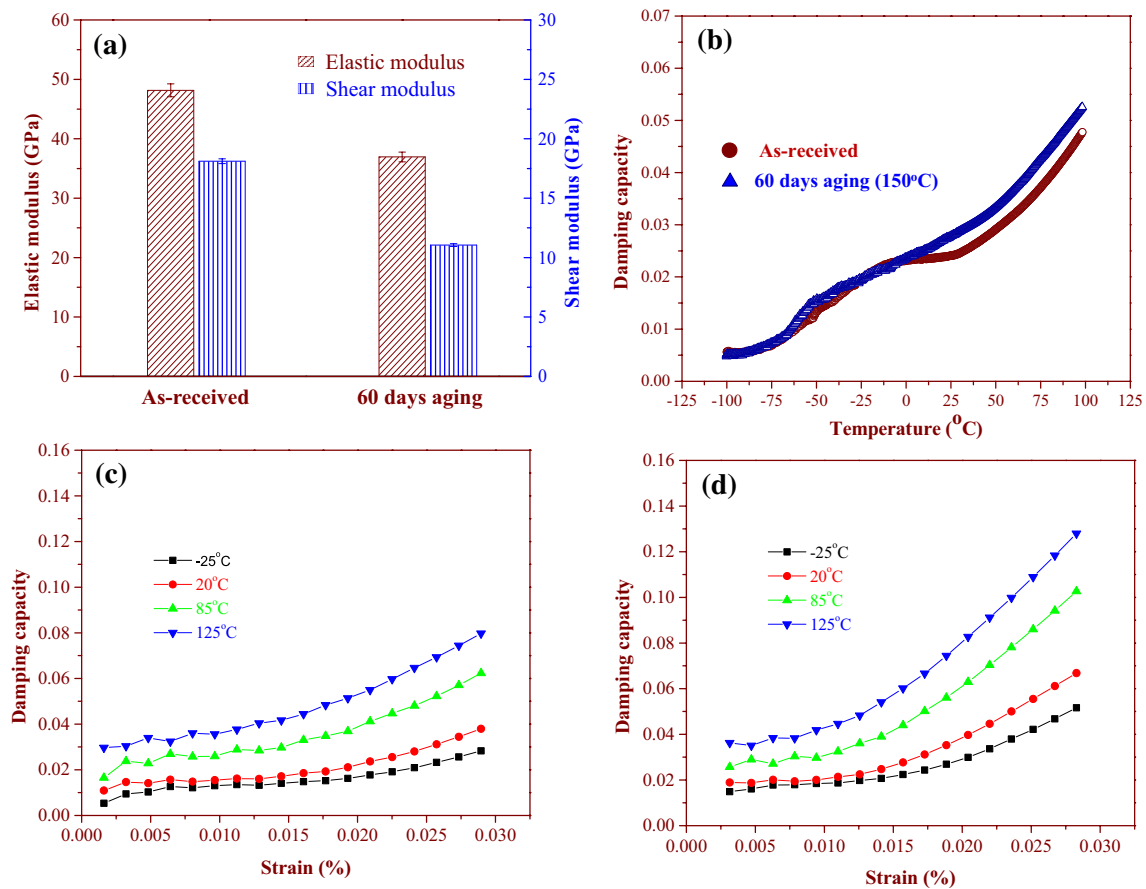 (a)
Elastic modulus
Shear modulus
Elastic modulus (GPa)
60
50
40
30
20
10
0
Shear modulus (GPa)
30
25
20
15
10
5
0
As-received 60 days aging
(b)
As-received
60 days aging (150°C)
Damping capacity
0.07
0.06
0.05
0.04
0.03
0.02
0.01
0.00
-125 -100 -75 -50 -25 0 25 50 75 100 125
Temperature (°C)
(c)
-25°C
20°C
85°C
125°C
Damping capacity
0.16
0.14
0.12
0.10
0.08
0.06
0.04
0.02
0.00
0.000 0.005 0.010 0.015 0.020 0.025 0.030
Strain (%)
(d)
-25°C
20°C
85°C
125°C
Damping capacity
0.16
0.14
0.12
0.10
0.08
0.06
0.04
0.02
0.00
0.000 0.005 0.010 0.015 0.020 0.025 0.030
Strain (%)